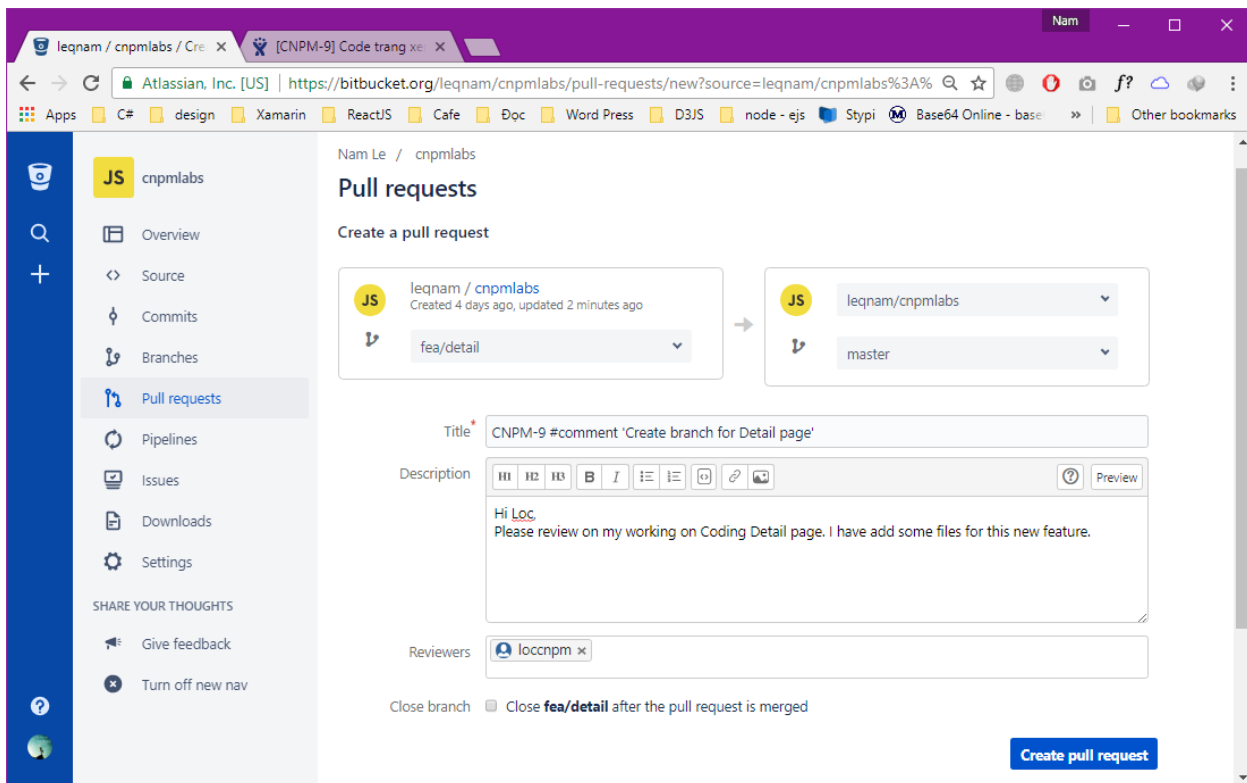 Nam
leqnam / cnpmlabs / Cre
[CNPM-9] Code trang xe
Atlassian, Inc. [US] | https://bitbucket.org/leqnam/cnpmlabs/pull-requests/new?source=leqnam/cnpmlabs%3A%
f?
Apps C# design Xamarin ReactJS Cafe Đọc Word Press D3JS node - ejs Stypi M Base64 Online - base » Other bookmarks
JS cnpmlabs
Overview
Source
Commits
Branches
Pull requests
Pipelines
Issues
Downloads
Settings
SHARE YOUR THOUGHTS
Give feedback
Turn off new nav
Nam Le / cnpmlabs
Pull requests
Create a pull request
JS leqnam / cnpmlabs
Created 4 days ago, updated 2 minutes ago
fea/detail
JS leqnam/cnpmlabs
master
Title* CNPM-9 #comment 'Create branch for Detail page'
Description H1 H2 H3 B I Preview
Hi Loc,
Please review on my working on Coding Detail page. I have add some files for this new feature.
Reviewers loccnpm ×
Close branch Close fea/detail after the pull request is merged
Create pull request